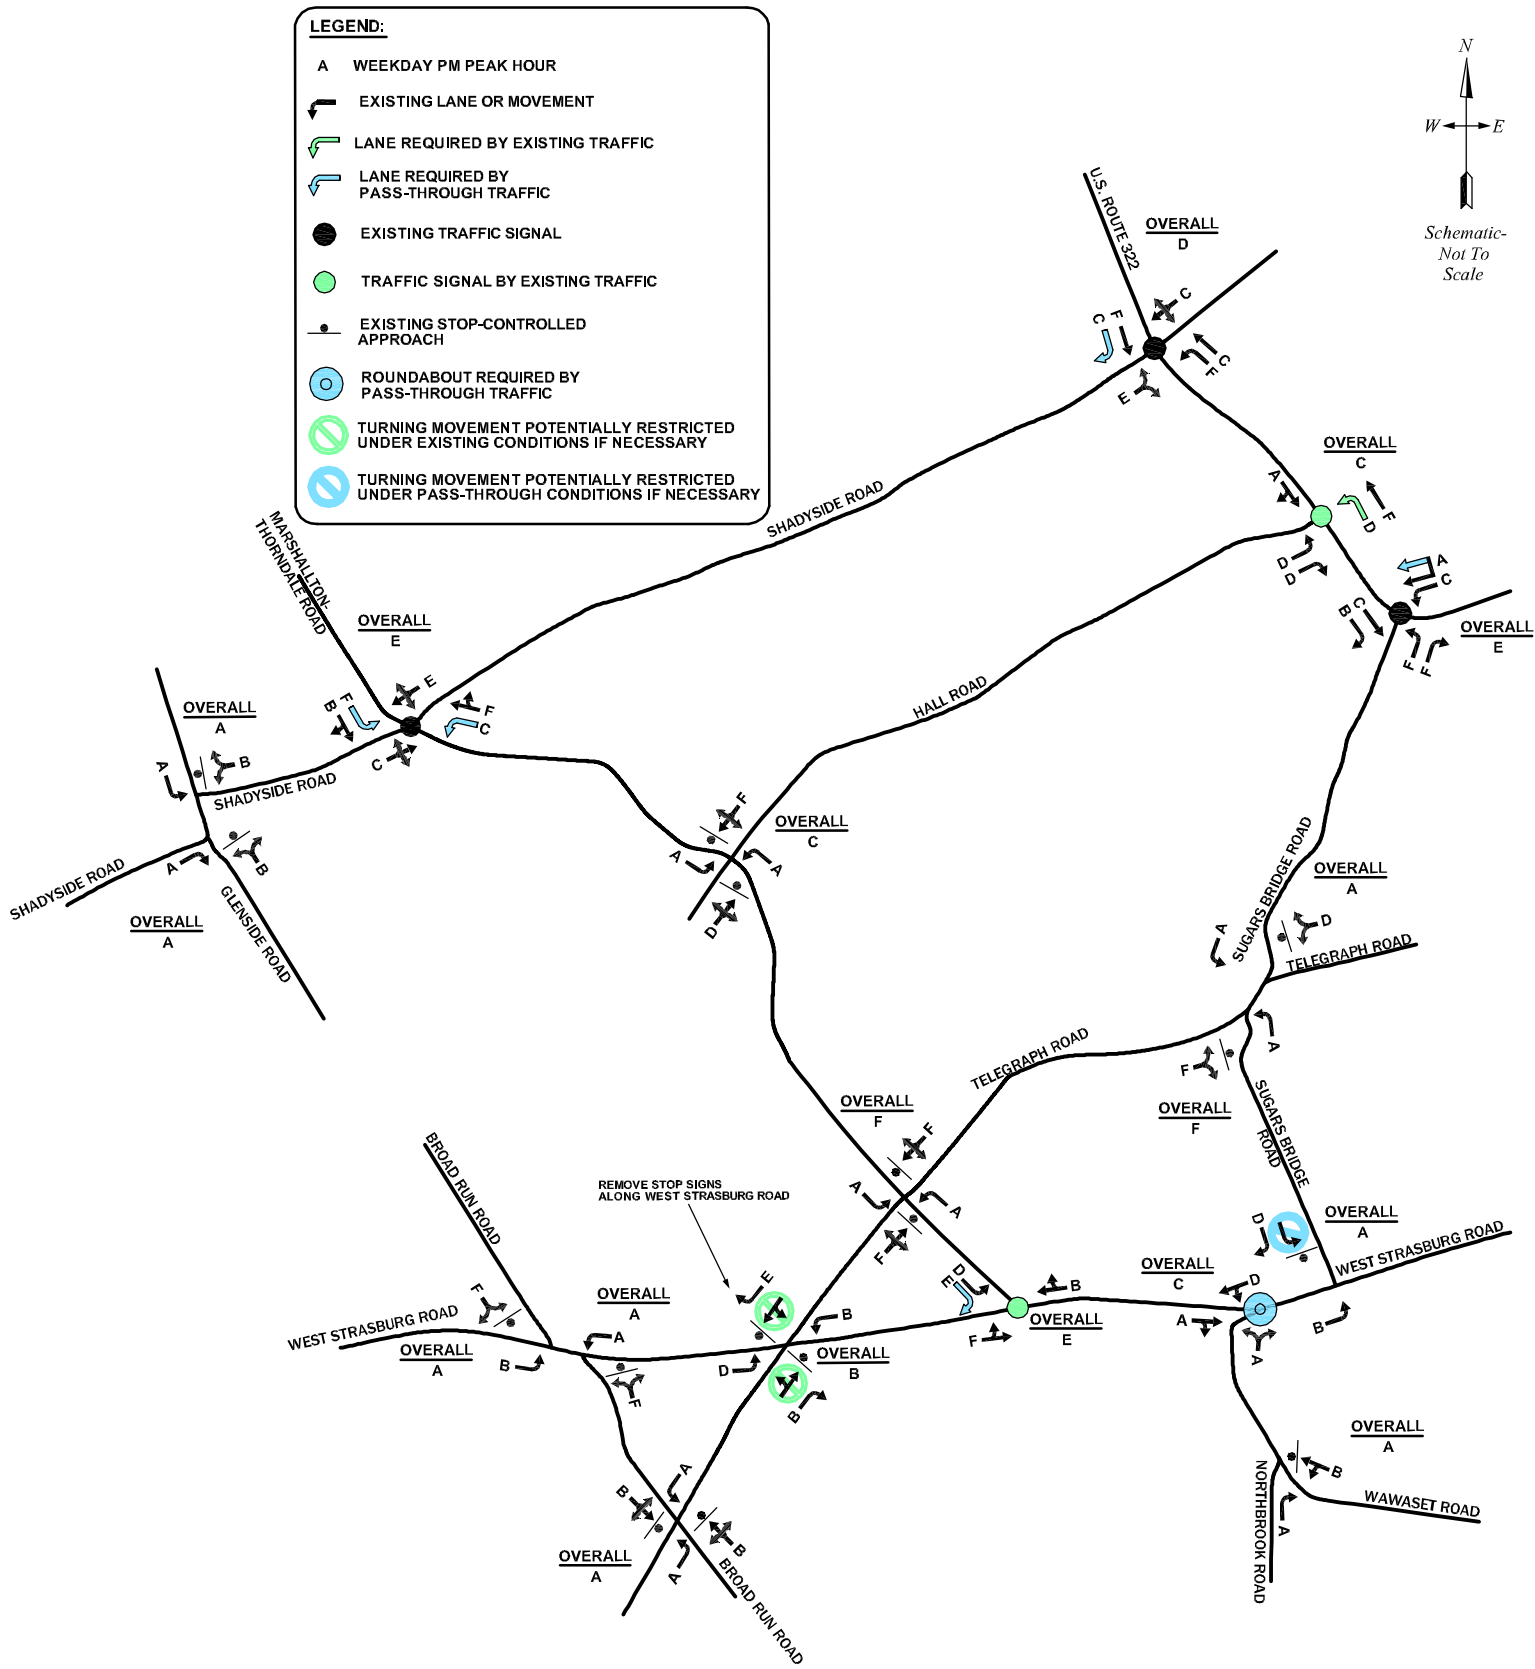 LEGEND:
A WEEKDAY PM PEAK HOUR
EXISTING LANE OR MOVEMENT
LANE REQUIRED BY EXISTING TRAFFIC
LANE REQUIRED BY
PASS-THROUGH TRAFFIC
EXISTING TRAFFIC SIGNAL
TRAFFIC SIGNAL BY EXISTING TRAFFIC
EXISTING STOP-CONTROLLED
APPROACH
ROUNDABOUT REQUIRED BY
PASS-THROUGH TRAFFIC
TURNING MOVEMENT POTENTIALLY RESTRICTED
UNDER EXISTING CONDITIONS IF NECESSARY
TURNING MOVEMENT POTENTIALLY RESTRICTED
UNDER PASS-THROUGH CONDITIONS IF NECESSARY
N
W E
Schematic-
Not To
Scale
U.S. ROUTE 322
OVERALL
D
C
C
F
C
F
E
OVERALL
C
A
F
D
D
D
A
C
C
B
F
F
OVERALL
E
SHADYSIDE ROAD
HALL ROAD
MARSHALLTON-
THORNDALE ROAD
OVERALL
E
E
F
B
F
C
C
OVERALL
A
A
B
SHADYSIDE ROAD
A
B
SHADYSIDE ROAD
OVERALL
A
GLENSIDE ROAD
F
OVERALL
C
A
A
D
SUGARS BRIDGE ROAD
OVERALL
A
A
D
TELEGRAPH ROAD
TELEGRAPH ROAD
A
F
OVERALL
F
SUGARS BRIDGE
ROAD
OVERALL
F
F
A
A
F
BROAD RUN ROAD
REMOVE STOP SIGNS
ALONG WEST STRASBURG ROAD
D
OVERALL
A
WEST STRASBURG ROAD
B
OVERALL
C
D
A
A
D
E
B
F
OVERALL
E
E
B
D
B
OVERALL
B
WEST STRASBURG ROAD
F
OVERALL
A
OVERALL
A
A
B
F
A
B
B
A
OVERALL
A
BROAD RUN ROAD
OVERALL
A
B
A
NORTHBROOK ROAD
WAWASET ROAD